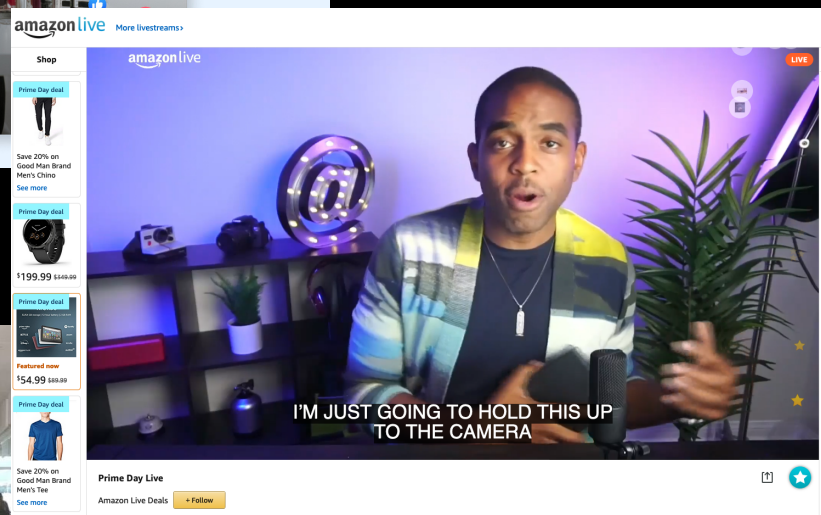 amazon live
More livestreams›
Shop
amazon live
LIVE
Prime Day deal
Save 20% on
Good Man Brand
Men's Chino
See more
Prime Day deal
$199.99 $349.99
Prime Day deal
Featured now
$54.99 $89.99
Prime Day deal
Save 20% on
Good Man Brand
Men's Tee
See more
@
I'M JUST GOING TO HOLD THIS UP
TO THE CAMERA
Prime Day Live
Amazon Live Deals
+ Follow